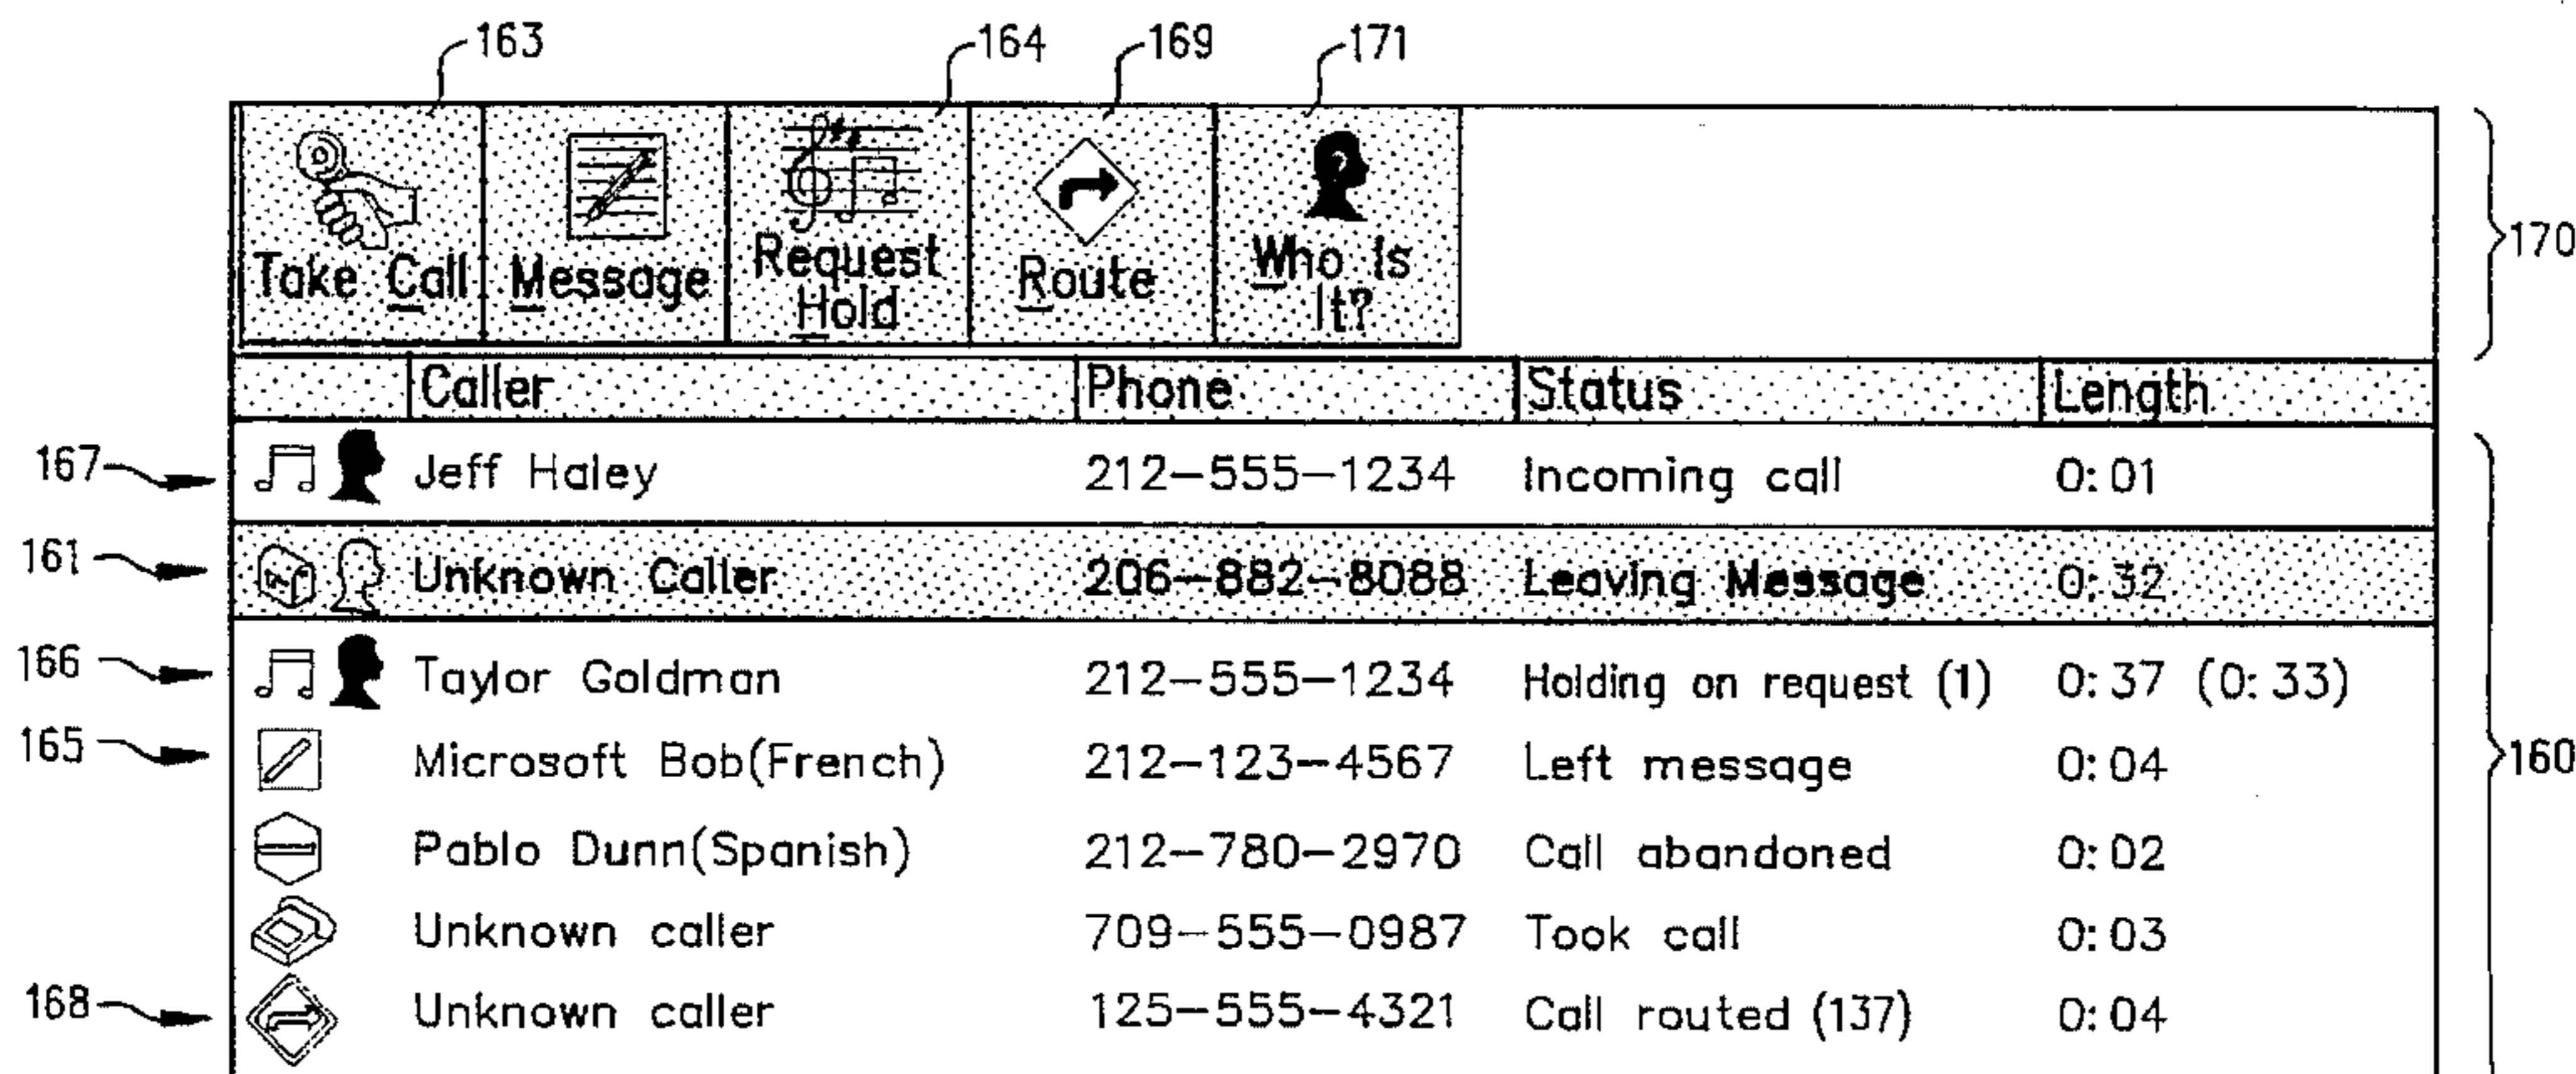 163 164 169 171
Take Call Message Request Hold Route Who Is It?
170
Caller Phone Status Length
167 Jeff Haley 212-555-1234 Incoming call 0:01
161 Unknown Caller 206-882-8088 Leaving Message 0:32
166 Taylor Goldman 212-555-1234 Holding on request (1) 0:37 (0:33)
165 Microsoft Bob(French) 212-123-4567 Left message 0:04
160
Pablo Dunn(Spanish) 212-780-2970 Call abandoned 0:02
Unknown caller 709-555-0987 Took call 0:03
168 Unknown caller 125-555-4321 Call routed (137) 0:04